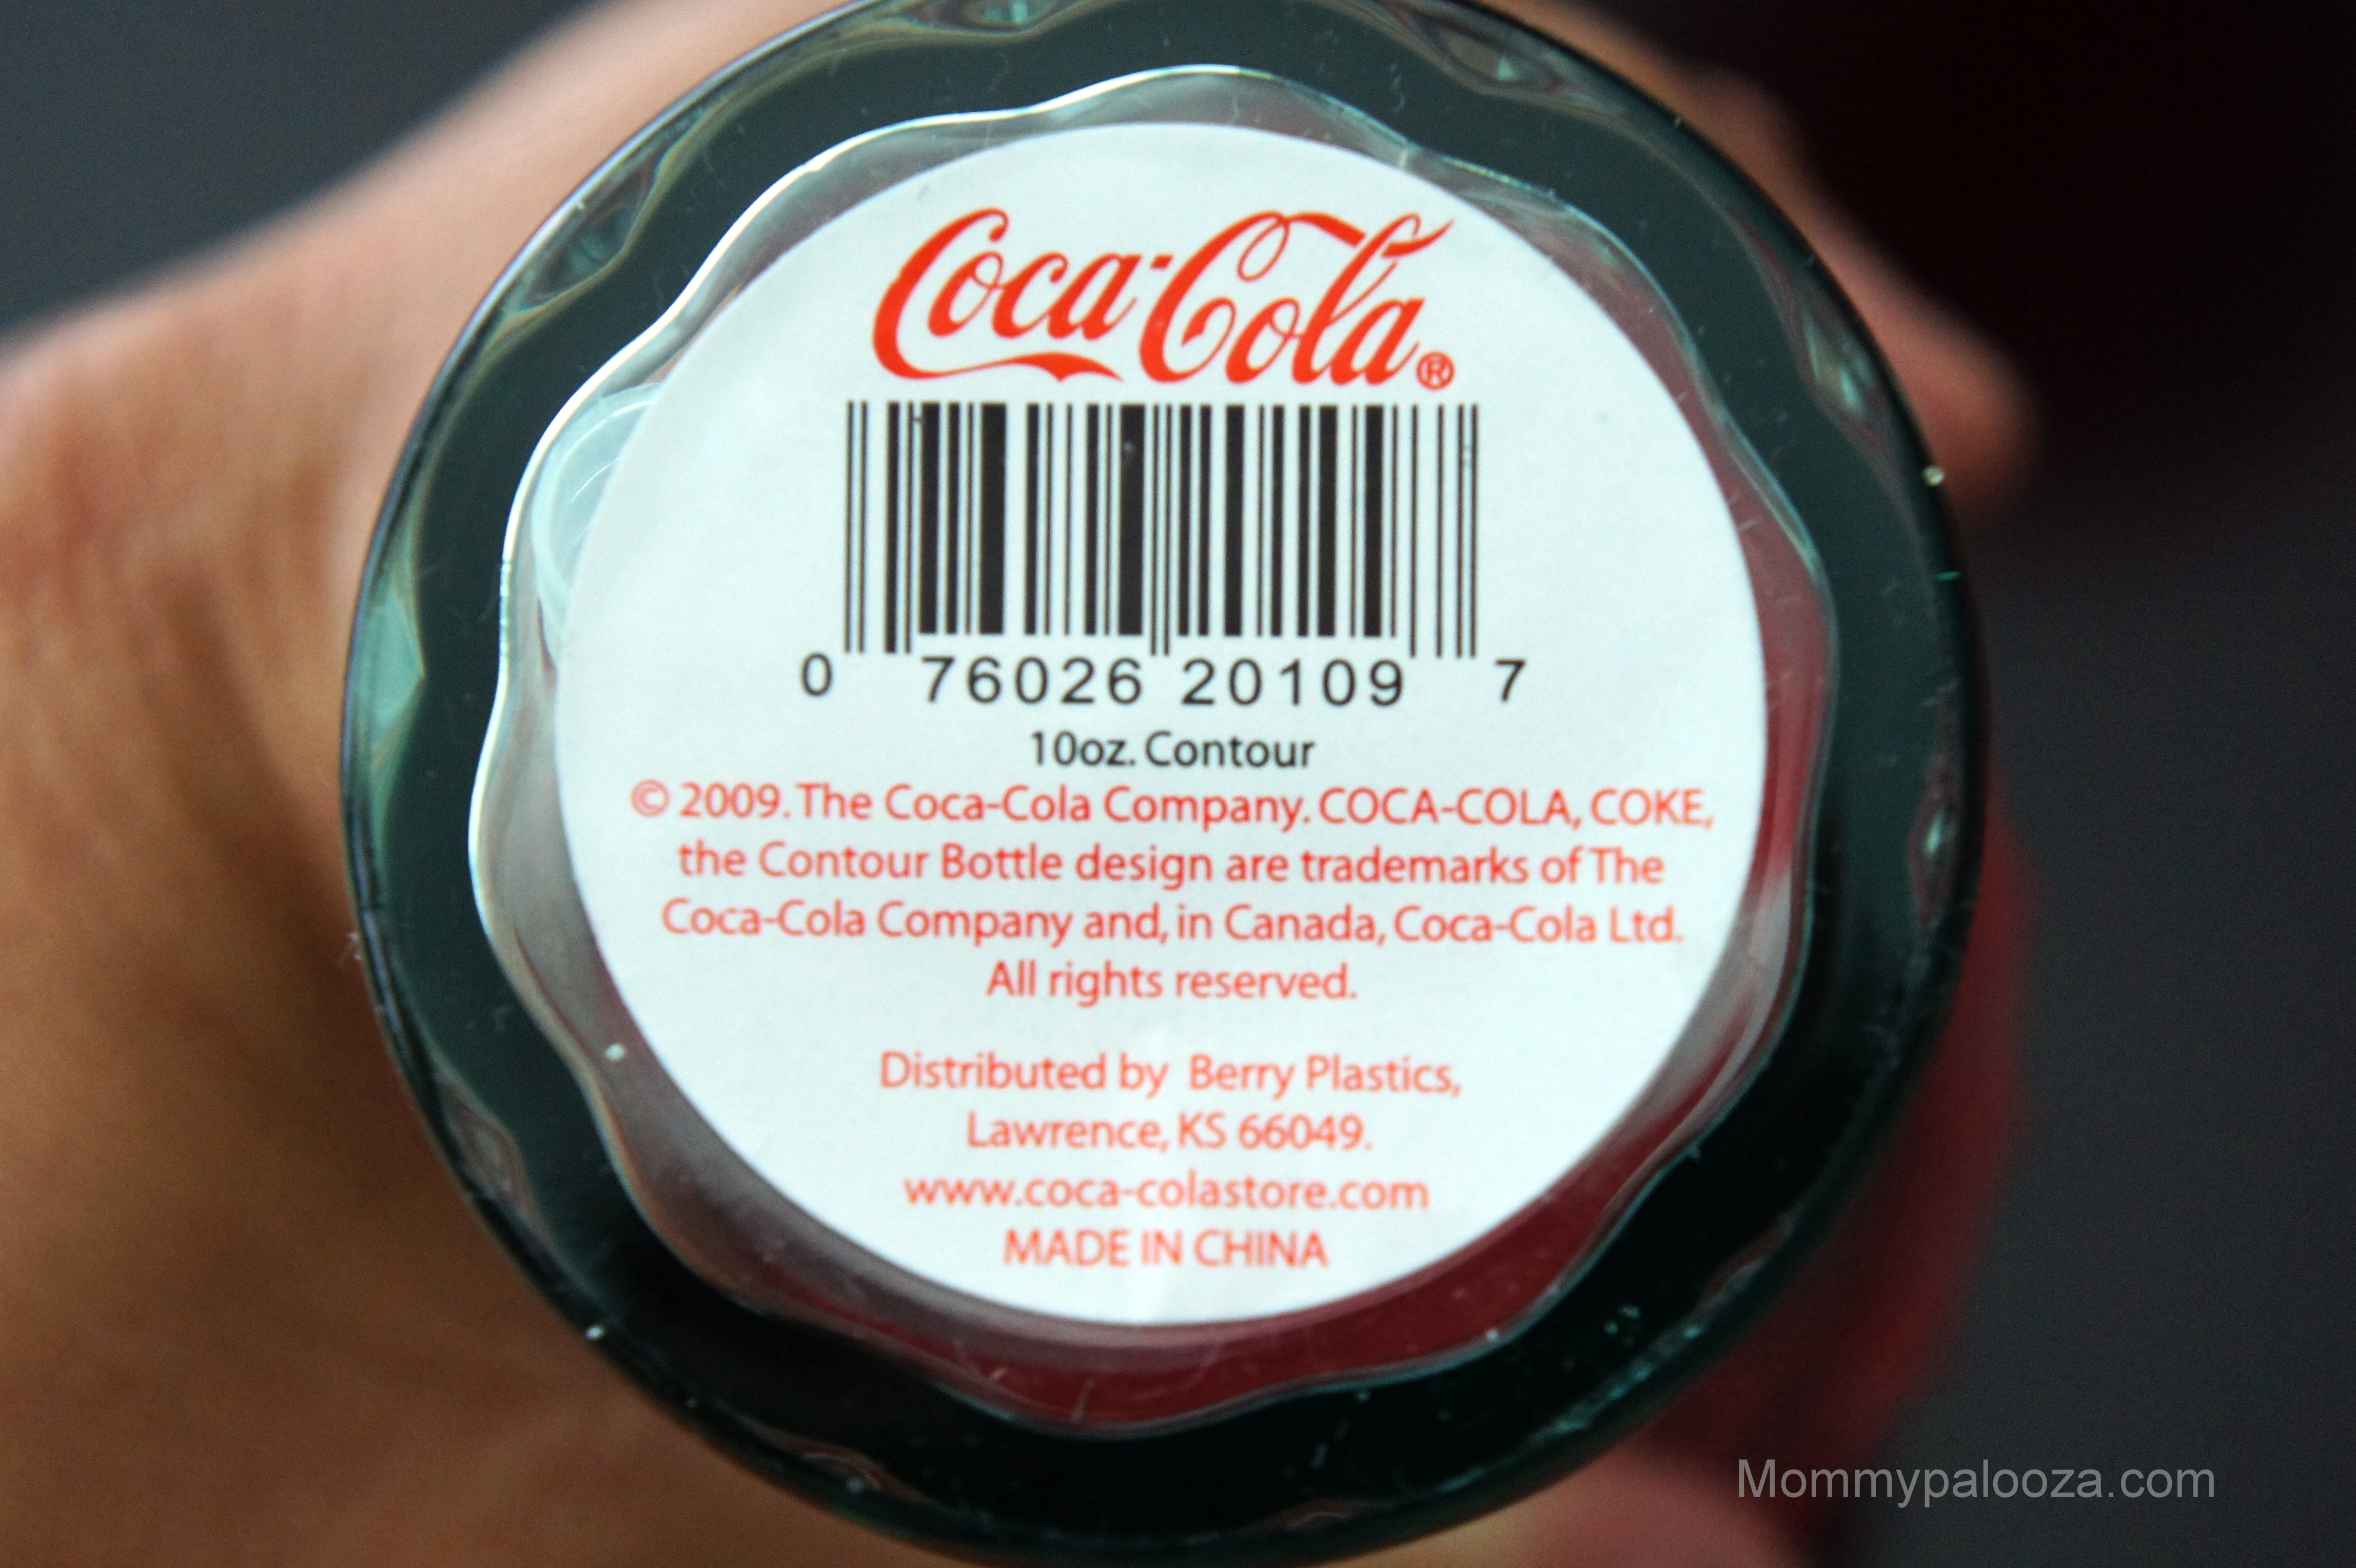 Coca-Cola®
0 76026 20109 7
10oz. Contour
© 2009. The Coca-Cola Company. COCA-COLA, COKE,
the Contour Bottle design are trademarks of The
Coca-Cola Company and, in Canada, Coca-Cola Ltd.
All rights reserved.
Distributed by Berry Plastics,
Lawrence, KS 66049.
www.coca-colastore.com
MADE IN CHINA
Mommypalooza.com